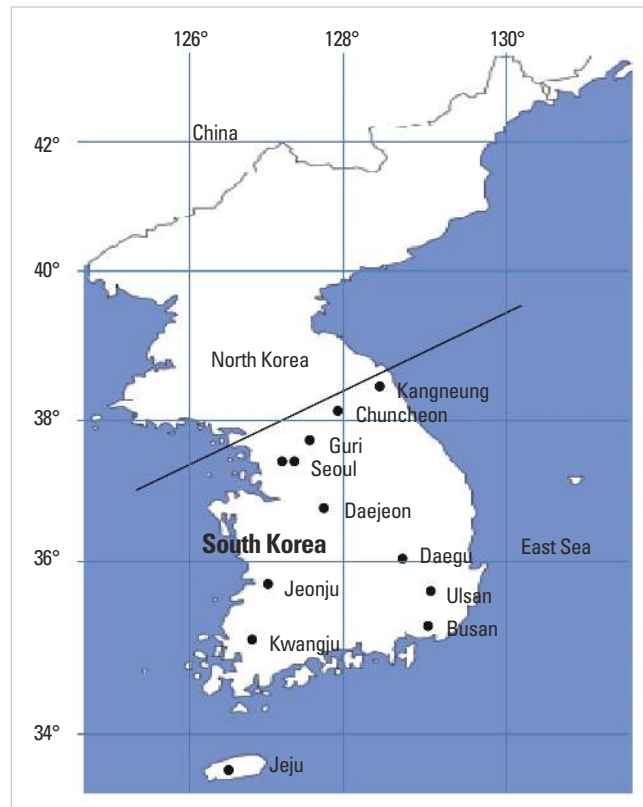 126° 128° 130°
China
42°
40°
North Korea
Kangneung
38°
Chuncheon
Guri
Seoul
Daejeon
South Korea
East Sea
36°
Daegu
Jeonju
Ulsan
Busan
Kwangju
34°
Jeju